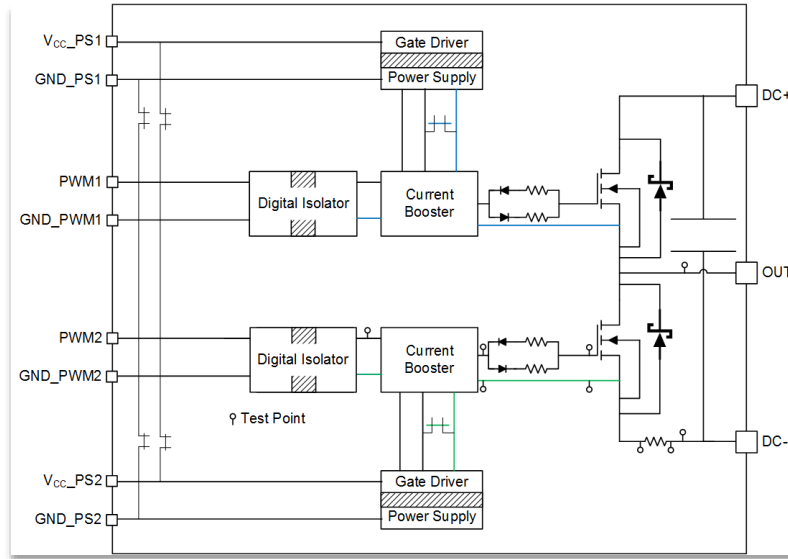 V_CC_PS1
Gate Driver
GND_PS1
Power Supply
DC+
PWM1
Digital Isolator
Current
Booster
GND_PWM1
OUT
PWM2
Digital Isolator
Current
Booster
GND_PWM2
Test Point
DC-
V_CC_PS2
Gate Driver
GND_PS2
Power Supply